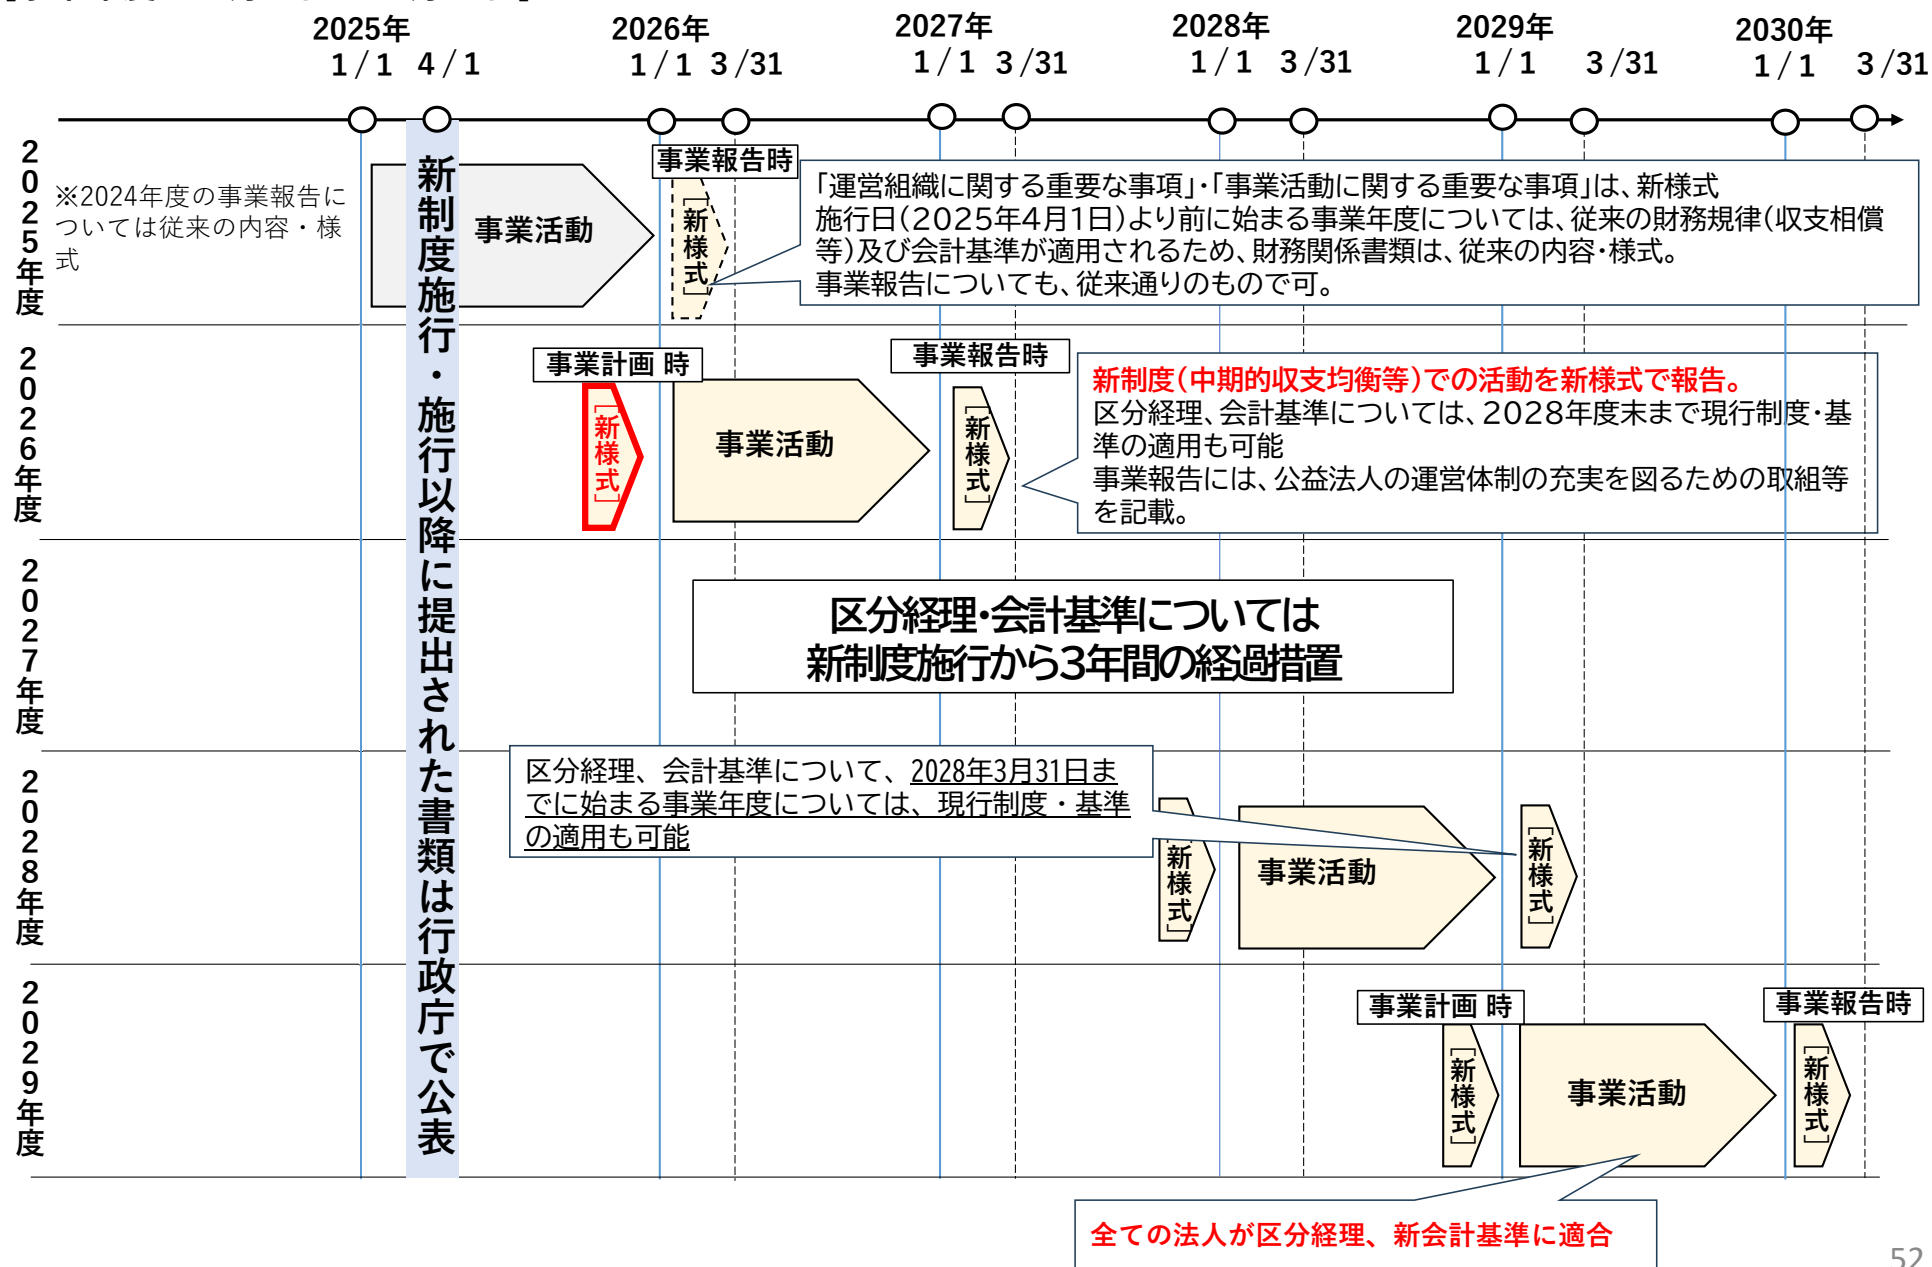 2025年
2026年
2027年
2028年
2029年
2030年
1/1 4/1
1/1 3/31
1/1 3/31
1/1 3/31
1/1 3/31
1/1 3/31
2025年度
※2024年度の事業報告に
ついては従来の内容・様
式
新制度施行・施行以降に提出された書類は行政庁で公表
事業活動
事業報告時
[新様式]
「運営組織に関する重要な事項」・「事業活動に関する重要な事項」は、新様式
施行日(2025年4月1日)より前に始まる事業年度については、従来の財務規律(収支相償
等)及び会計基準が適用されるため、財務関係書類は、従来の内容・様式。
事業報告についても、従来通りのもので可。
2026年度
事業計画 時
[新様式]
事業活動
事業報告時
[新様式]
新制度(中期的収支均衡等)での活動を新様式で報告。
区分経理、会計基準については、2028年度末まで現行制度・基
準の適用も可能
事業報告には、公益法人の運営体制の充実を図るための取組等
を記載。
2027年度
区分経理・会計基準については
新制度施行から3年間の経過措置
2028年度
区分経理、会計基準について、2028年3月31日ま
でに始まる事業年度については、現行制度・基準
の適用も可能
新様式]
事業活動
[新様式]
2029年度
事業計画 時
[新様式]
事業活動
事業報告時
[新様式]
全ての法人が区分経理、新会計基準に適合
52